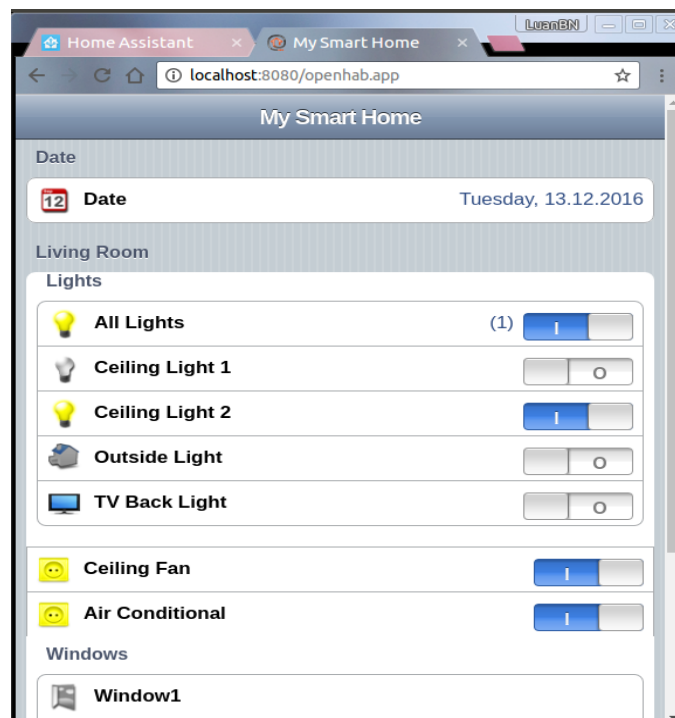 LuanBN
Home Assistant
My Smart Home
localhost:8080/openhab.app
My Smart Home
Date
12 Date Tuesday, 13.12.2016
Living Room
Lights
All Lights (1) I
Ceiling Light 1 O
Ceiling Light 2 I
Outside Light O
TV Back Light O
Ceiling Fan I
Air Conditional I
Windows
Window1